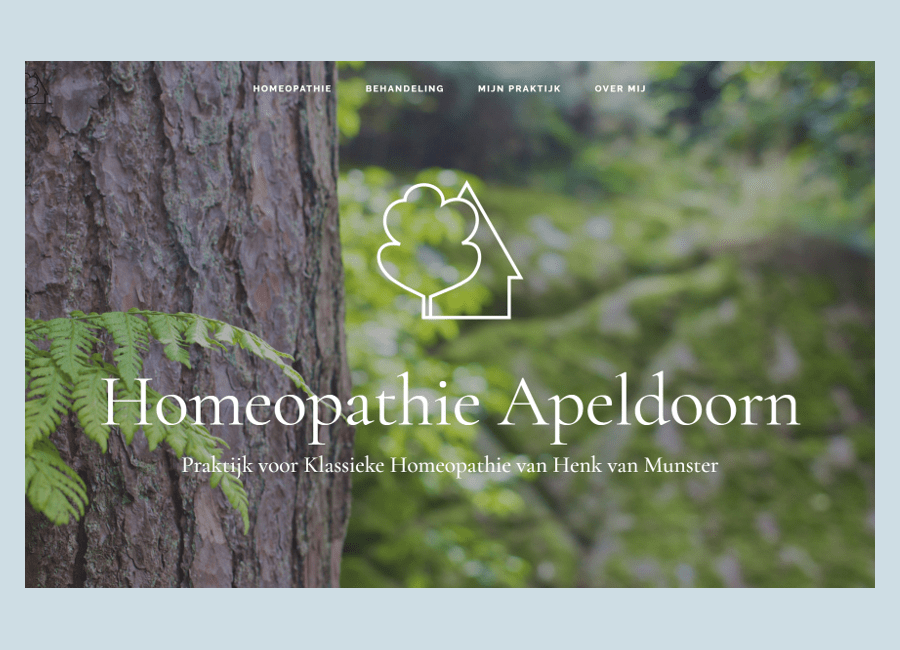 HOMEOPATHIE BEHANDELING MIJN PRAKTIJK OVER MIJ
Homeopathie Apeldoorn
Praktijk voor Klassieke Homeopathie van Henk van Munster